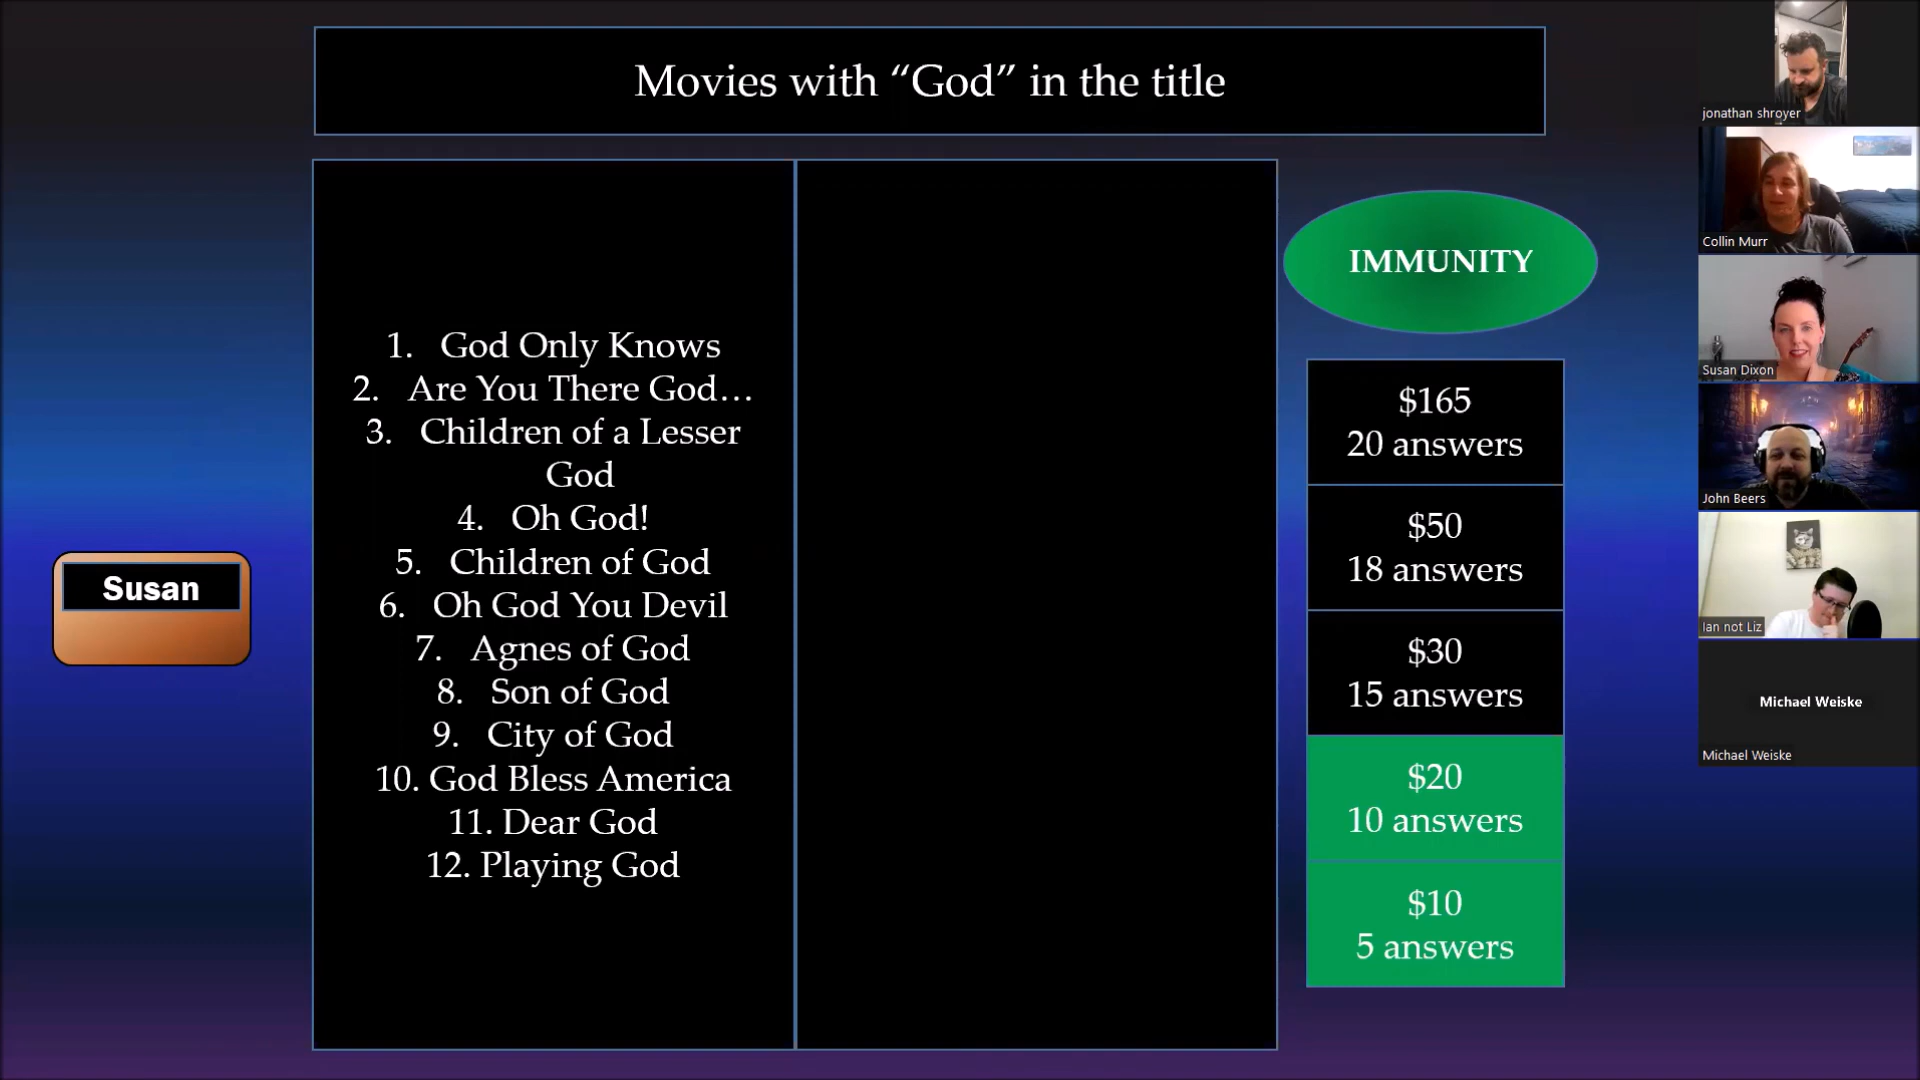 Movies with “God” in the title
1. God Only Knows
2. Are You There God…
3. Children of a Lesser
God
4. Oh God!
5. Children of God
6. Oh God You Devil
7. Agnes of God
8. Son of God
9. City of God
10. God Bless America
11. Dear God
12. Playing God
Susan
IMMUNITY
$165
20 answers
$50
18 answers
$30
15 answers
$20
10 answers
$10
5 answers
jonathan shroyer
Collin Murr
Susan Dixon
John Beers
Ian not Liz
Michael Weiske
Michael Weiske